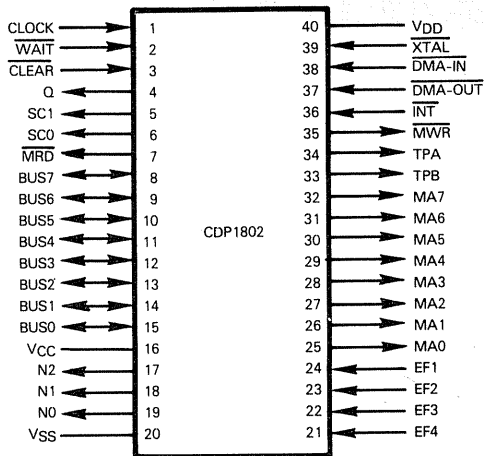 CLOCK 1 40 VDD
WAIT 2 39 XTAL
CLEAR 3 38 DMA-IN
Q 4 37 DMA-OUT
SC1 5 36 INT
SC0 6 35 MWR
MRD 7 34 TPA
BUS7 8 33 TPB
BUS6 9 32 MA7
BUS5 10 31 MA6
BUS4 11 30 MA5
BUS3 12 CDP1802 29 MA4
BUS2 13 28 MA3
BUS1 14 27 MA2
BUS0 15 26 MA1
VCC 16 25 MA0
N2 17 24 EF1
N1 18 23 EF2
N0 19 22 EF3
VSS 20 21 EF4